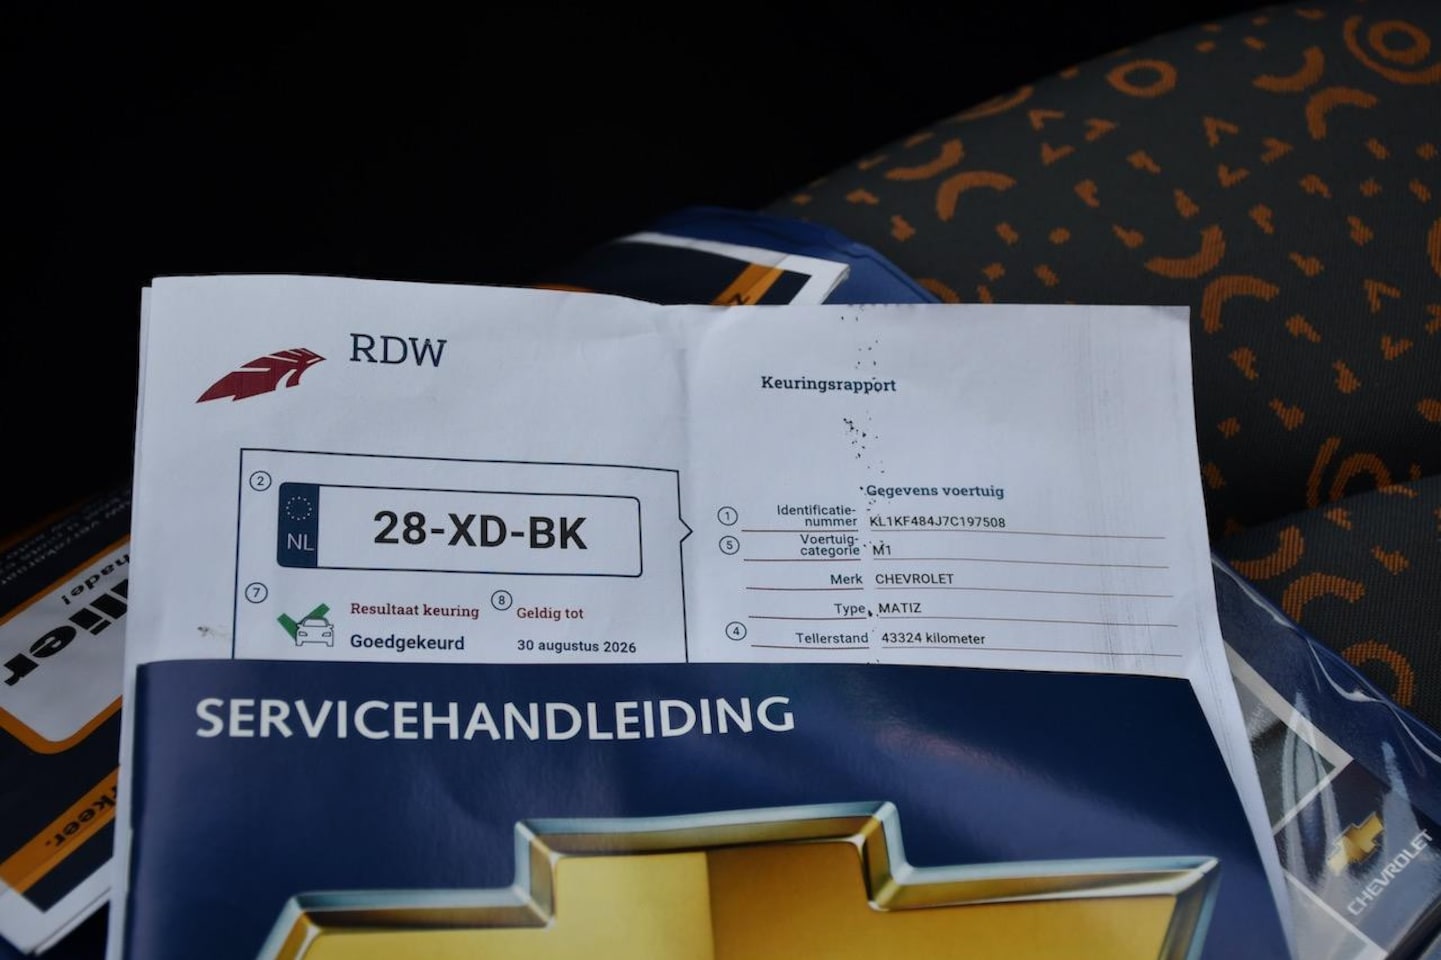 RDW
Keuringsrapport
2
NL
28-XD-BK
7
Resultaat keuring
Goedgekeurd
8
Geldig tot
30 augustus 2026
Gegevens voertuig
1
Identificatie-
nummer KL1KF484J7C197508
5
Voertuig-
categorie M1
Merk CHEVROLET
Type MATIZ
4
Tellerstand 43324 kilometer
SERVICEHANDLEIDING
CHEVROLET